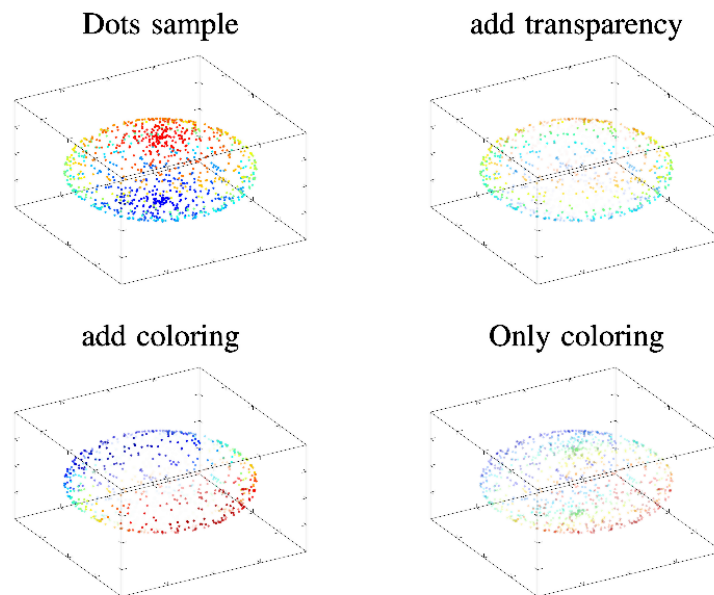 Dots sample
add transparency
add coloring
Only coloring